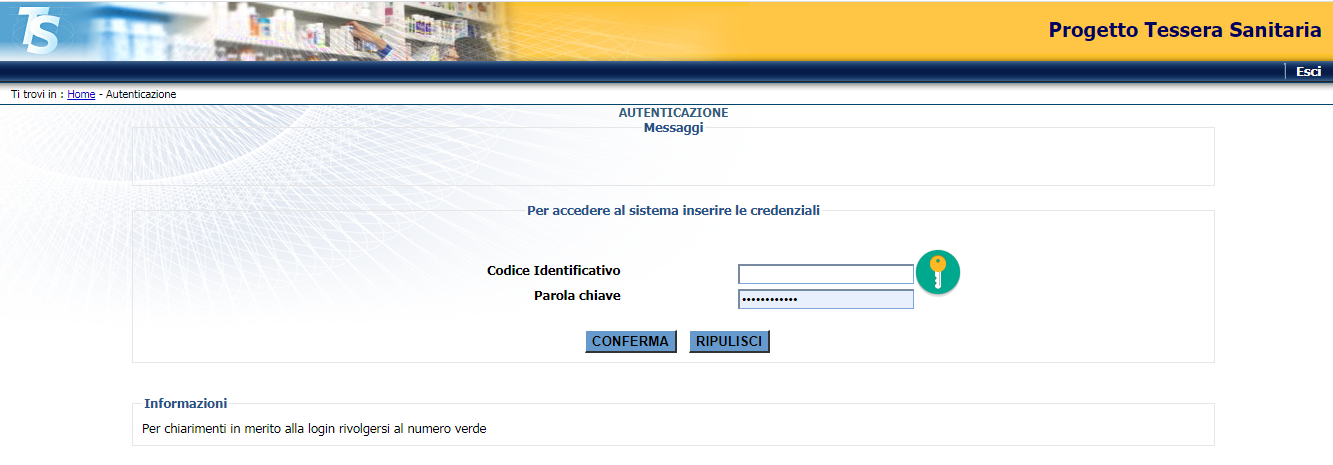 TS
Progetto Tessera Sanitaria
Esci
Ti trovi in : Home - Autenticazione
AUTENTICAZIONE
Messaggi
Per accedere al sistema inserire le credenziali
Codice Identificativo
Parola chiave ••••••••••••
CONFERMA RIPULISCI
Informazioni
Per chiarimenti in merito alla login rivolgersi al numero verde